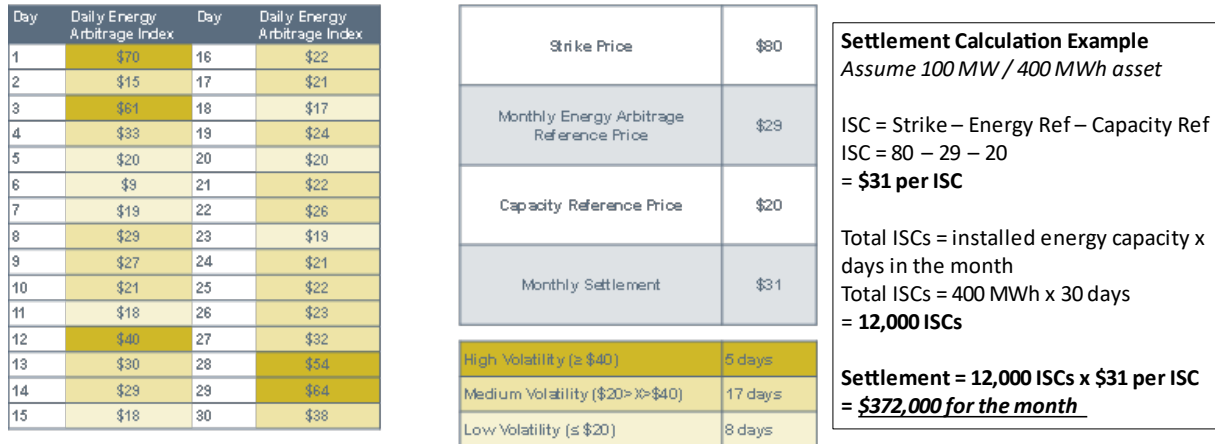 Day Daily Energy Arbitrage Index Day Daily Energy Arbitrage Index
1 $70 16 $22
2 $15 17 $21
3 $61 18 $17
4 $33 19 $24
5 $20 20 $20
6 $9 21 $22
7 $19 22 $26
8 $29 23 $19
9 $27 24 $21
10 $21 25 $22
11 $18 26 $23
12 $40 27 $32
13 $30 28 $54
14 $29 29 $64
15 $18 30 $38
Strike Price $80
Monthly Energy Arbitrage
Reference Price $29
Capacity Reference Price $20
Monthly Settlement $31
High Volatility (≥ $40) 5 days
Medium Volatility ($20> X>$40) 17 days
Low Volatility (≤ $20) 8 days
Settlement Calculation Example
Assume 100 MW / 400 MWh asset
ISC = Strike – Energy Ref – Capacity Ref
ISC = 80 – 29 – 20
= $31 per ISC
Total ISCs = installed energy capacity x
days in the month
Total ISCs = 400 MWh x 30 days
= 12,000 ISCs
Settlement = 12,000 ISCs x $31 per ISC
= $372,000 for the month